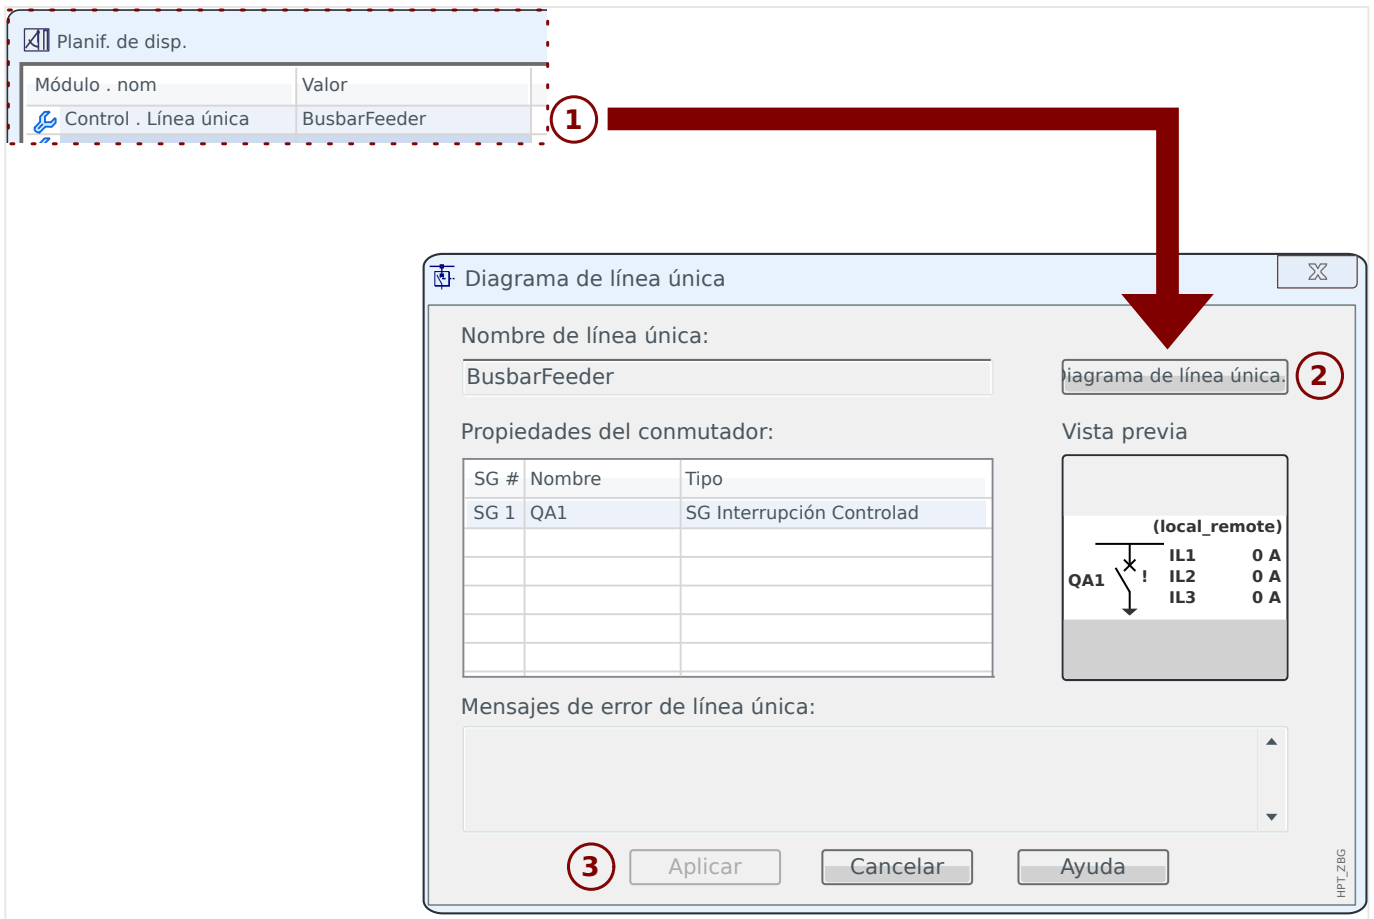 Planif. de disp.
Módulo . nom Valor
Control . Línea única BusbarFeeder
1
Diagrama de línea única X
Nombre de línea única:
BusbarFeeder
iagrama de línea única. 2
Propiedades del conmutador:
SG # Nombre Tipo
SG 1 QA1 SG Interrupción Controlad
Vista previa
(local_remote)
IL1 0 A
QA1 ! IL2 0 A
IL3 0 A
Mensajes de error de línea única:
3 Aplicar Cancelar Ayuda
HPT_ZBG